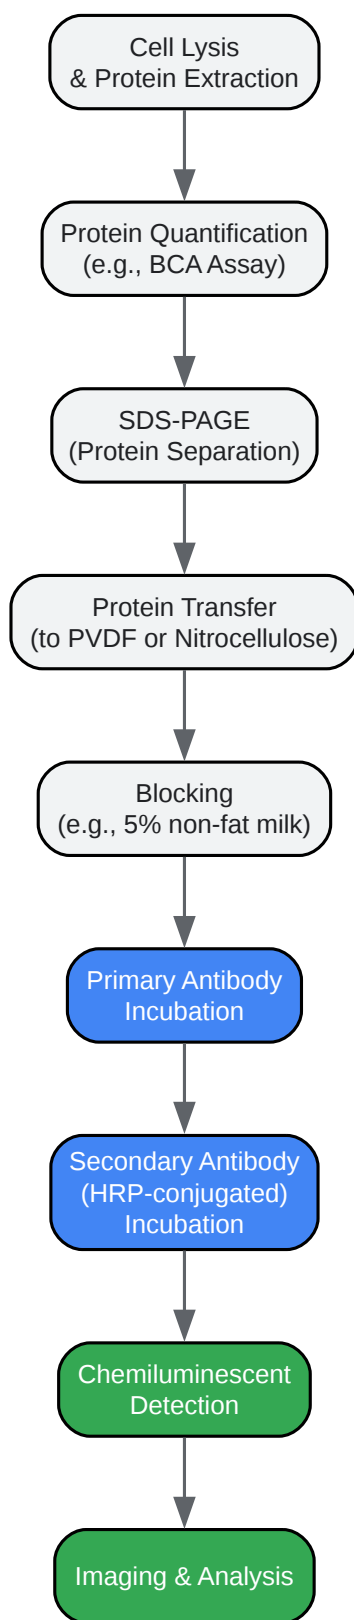 Cell Lysis
& Protein Extraction
Protein Quantification
(e.g., BCA Assay)
SDS-PAGE
(Protein Separation)
Protein Transfer
(to PVDF or Nitrocellulose)
Blocking
(e.g., 5% non-fat milk)
Primary Antibody
Incubation
Secondary Antibody
(HRP-conjugated)
Incubation
Chemiluminescent
Detection
Imaging & Analysis